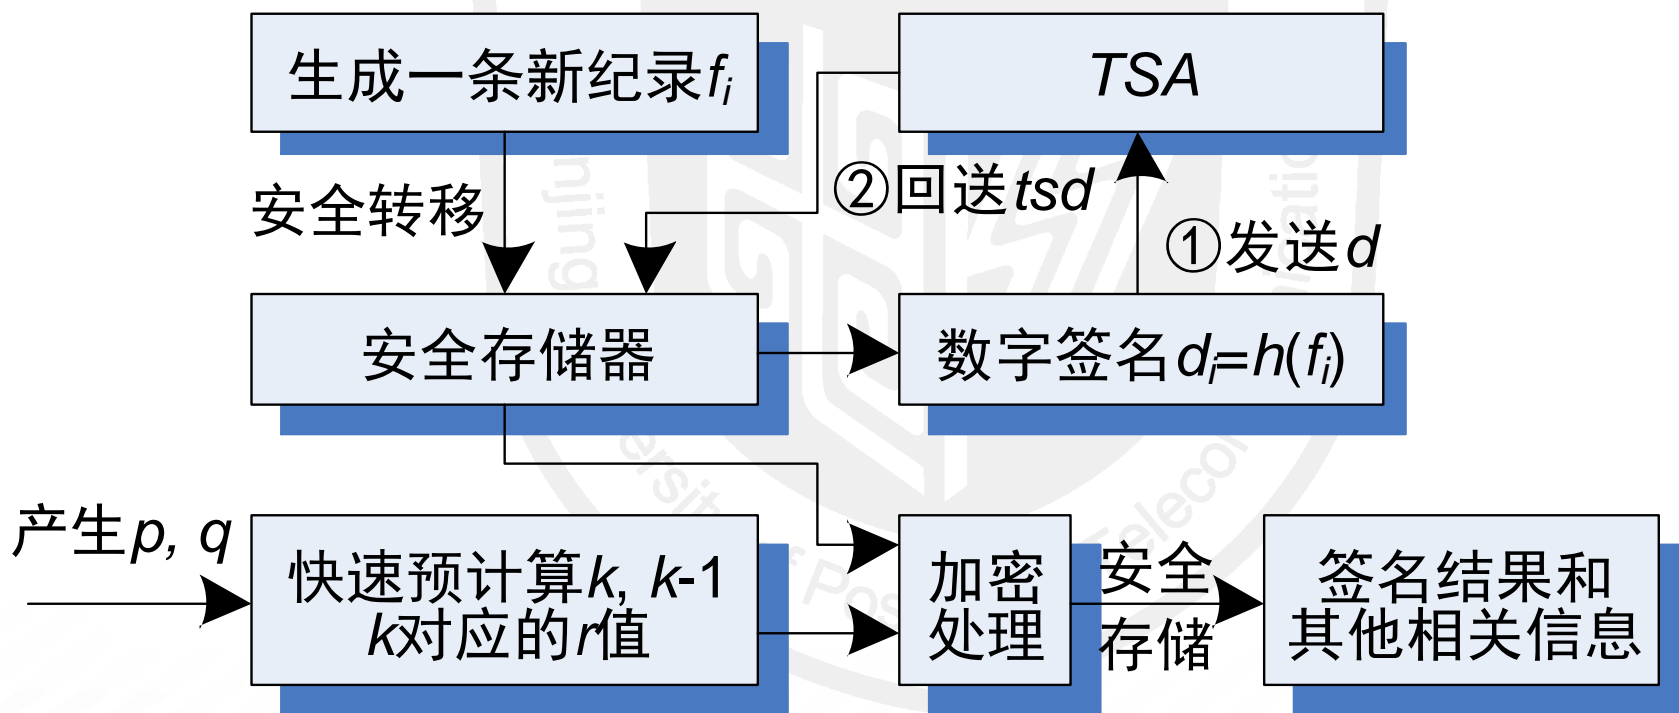 生成一条新纪录fi
TSA
安全转移
②回送tsd
①发送d
安全存储器
数字签名di=h(fi)
产生p, q
快速预计算k, k-1
k对应的r值
加密
处理
安全
存储
签名结果和
其他相关信息